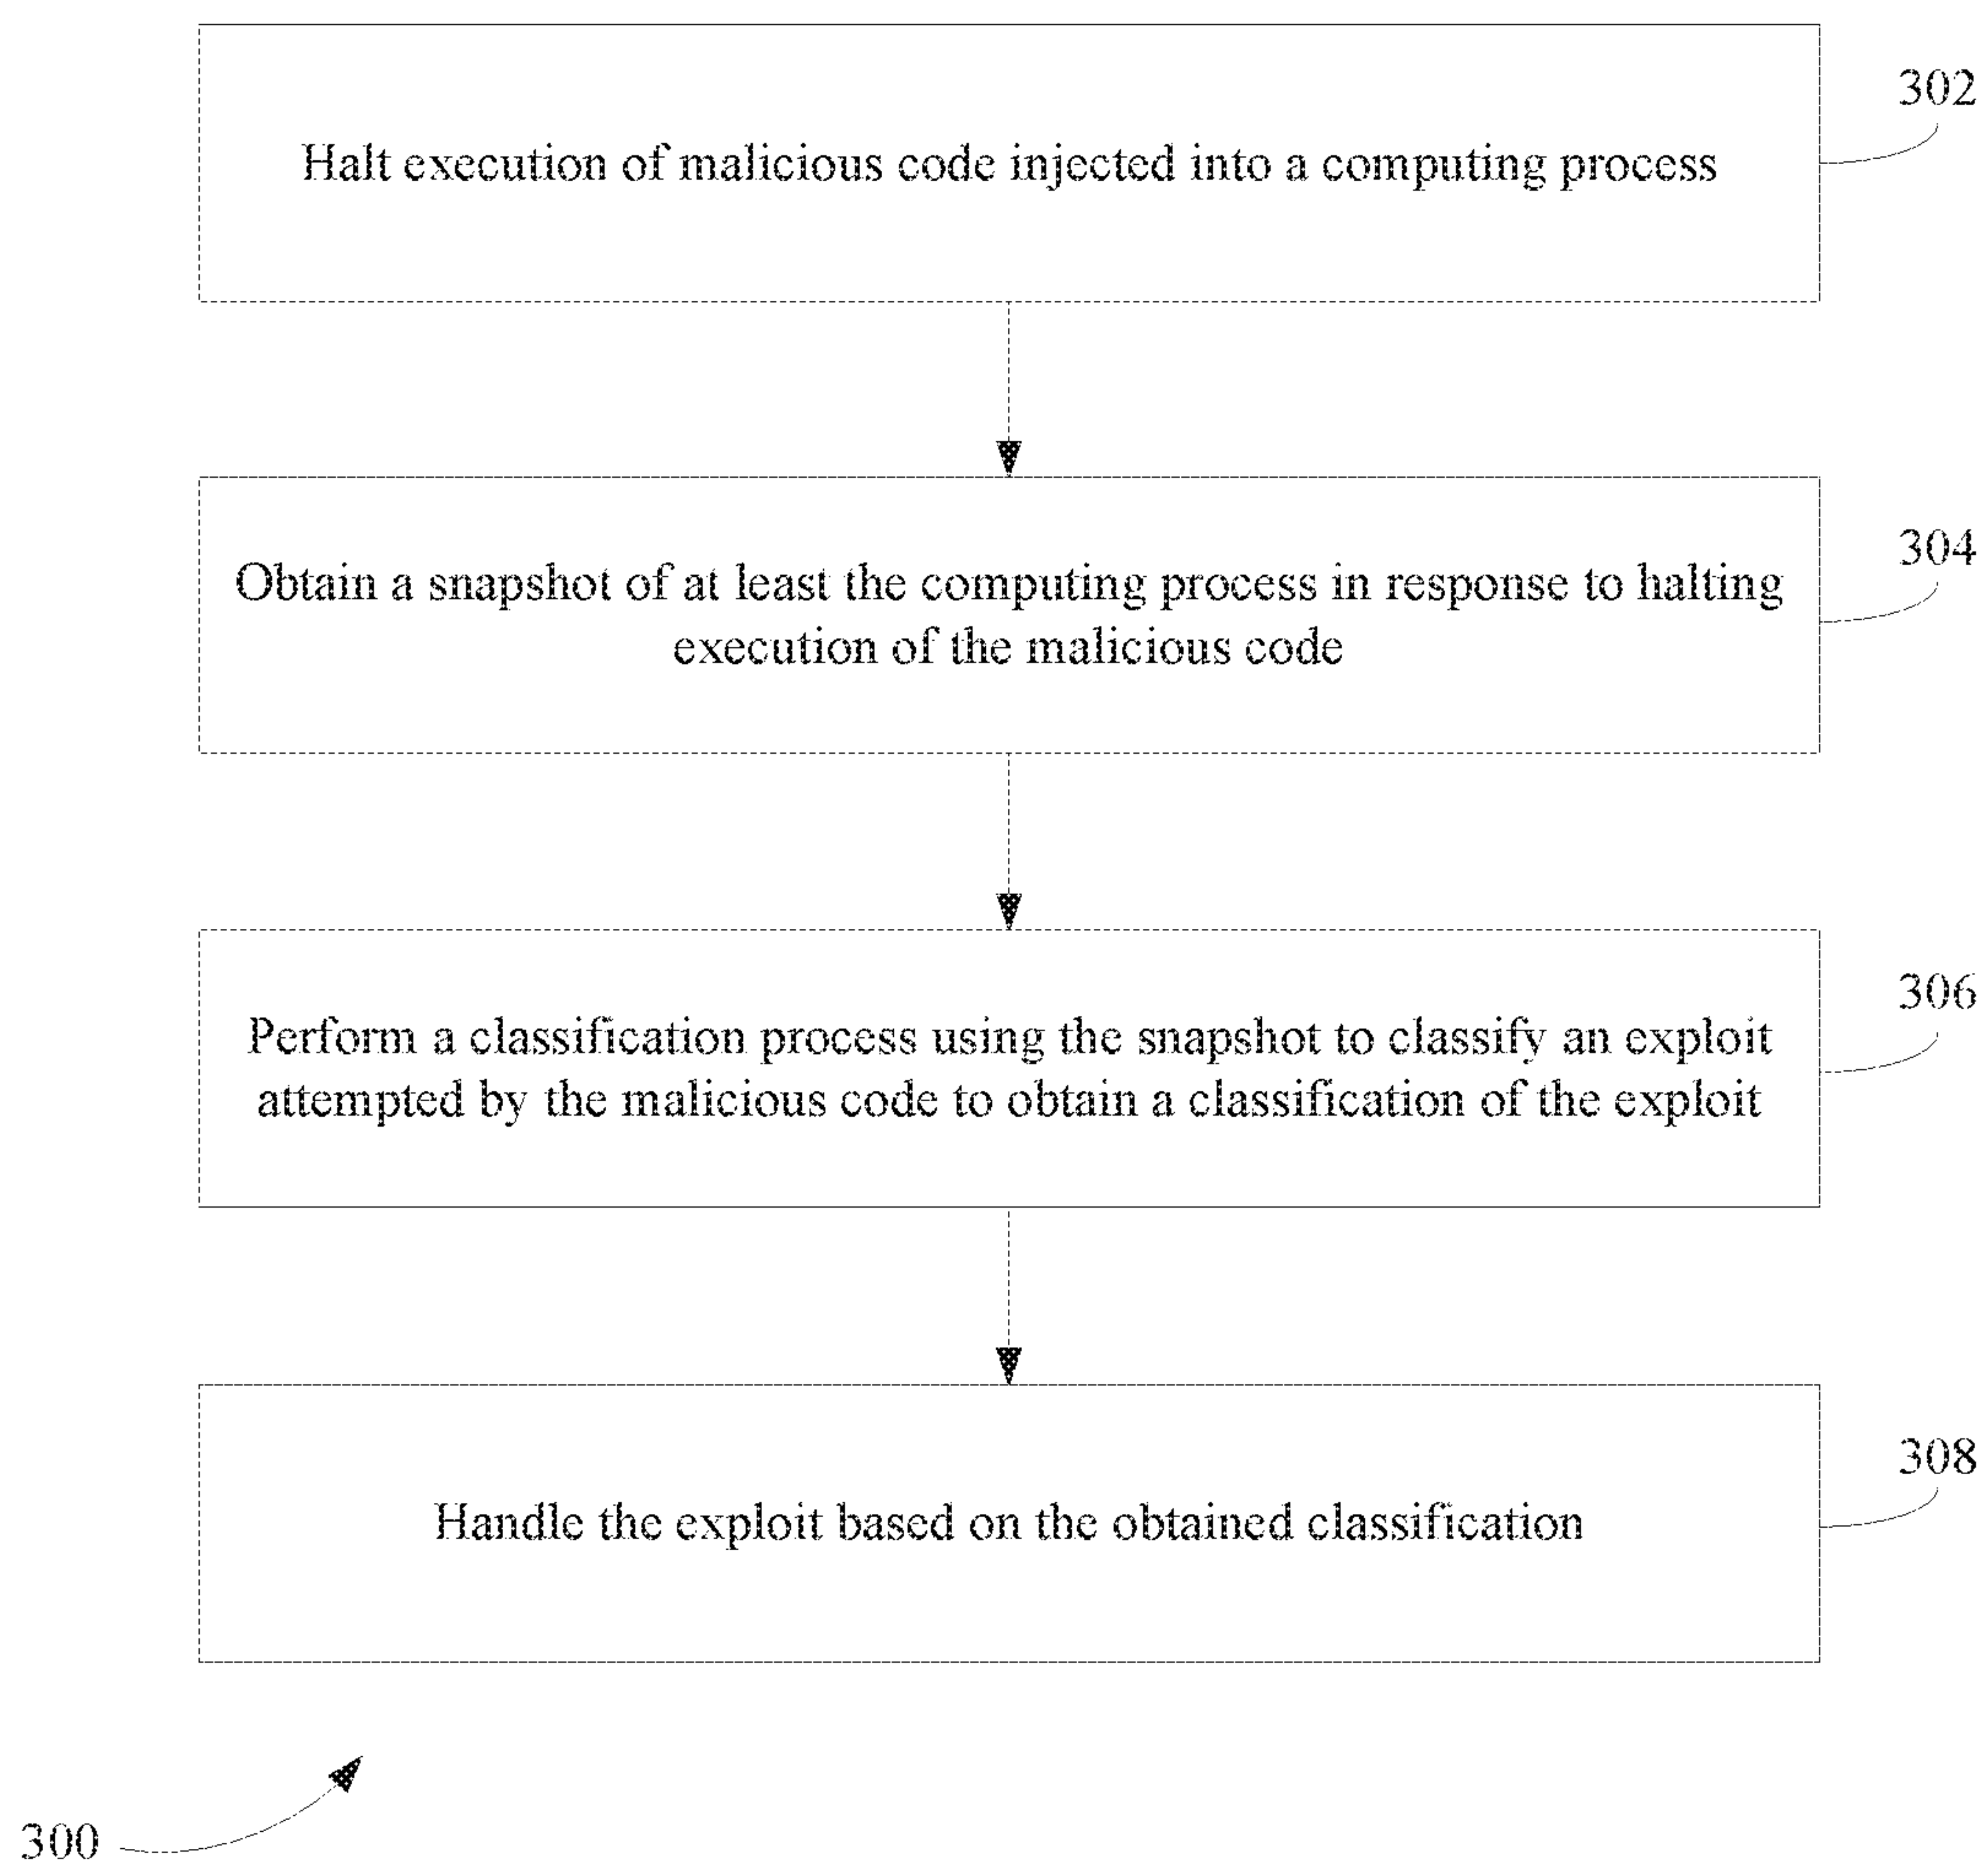 302
Halt execution of malicious code injected into a computing process
304
Obtain a snapshot of at least the computing process in response to halting
execution of the malicious code
306
Perform a classification process using the snapshot to classify an exploit
attempted by the malicious code to obtain a classification of the exploit
308
Handle the exploit based on the obtained classification
300